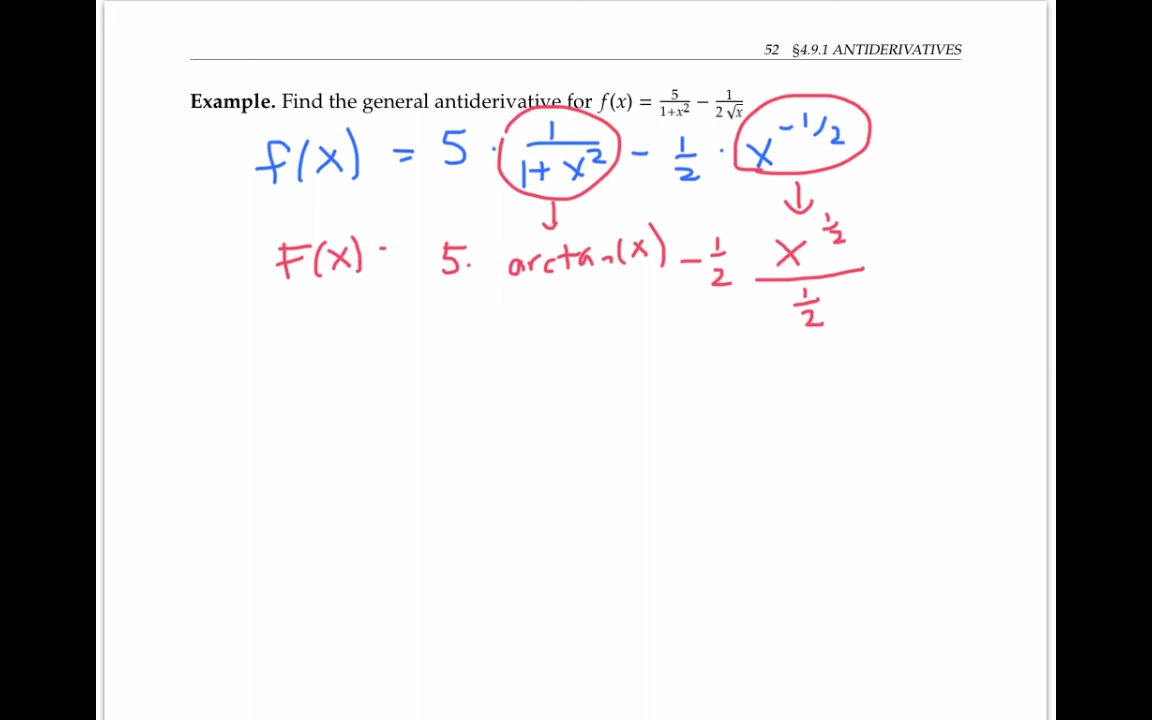 52 §4.9.1 ANTIDERIVATIVES
Example. Find the general antiderivative for f(x) = 5/(1+x²) − 1/(2√x)
f(x) = 5 · 1/(1+x²) − 1/2 · x^(-1/2)
F(x) - 5. arctan(x) − 1/2 x^(1/2)/(1/2)